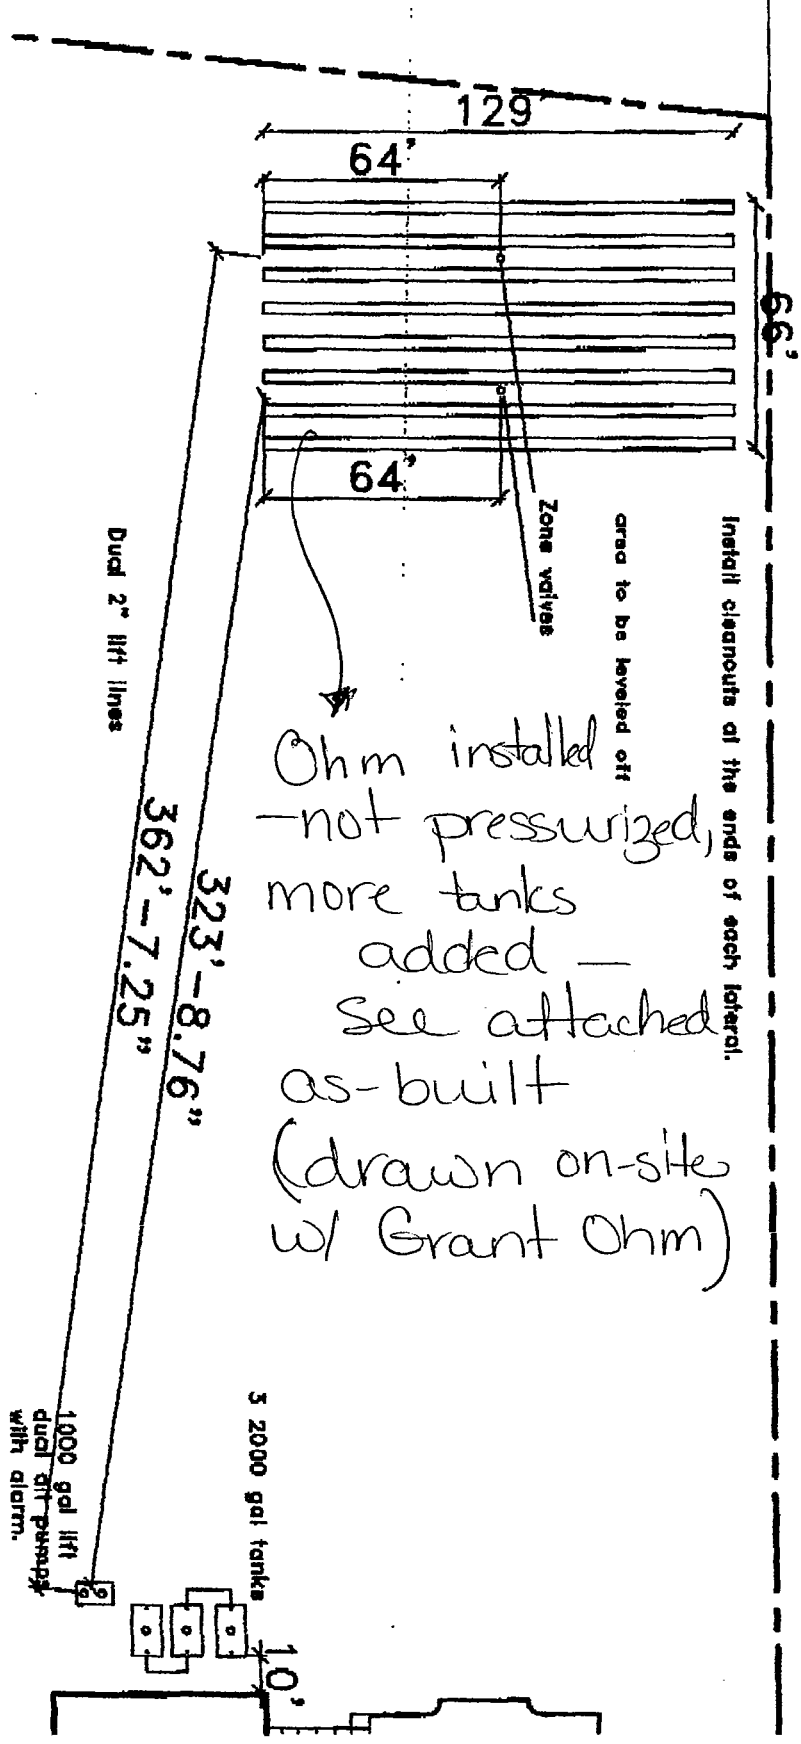 129'
64'
66'
64'
Zone valves
area to be leveled off
Install cleanouts at the ends of each lateral.
Dual 2" lift lines
362'-7.25"
323'-8.76"
Ohm installed
-not pressurized,
more tanks
added —
see attached
as-built
(drawn on-site
w/ Grant Ohm)
3 2000 gal tanks
1000 gal lift
dual alt pumps
with alarm.
10'